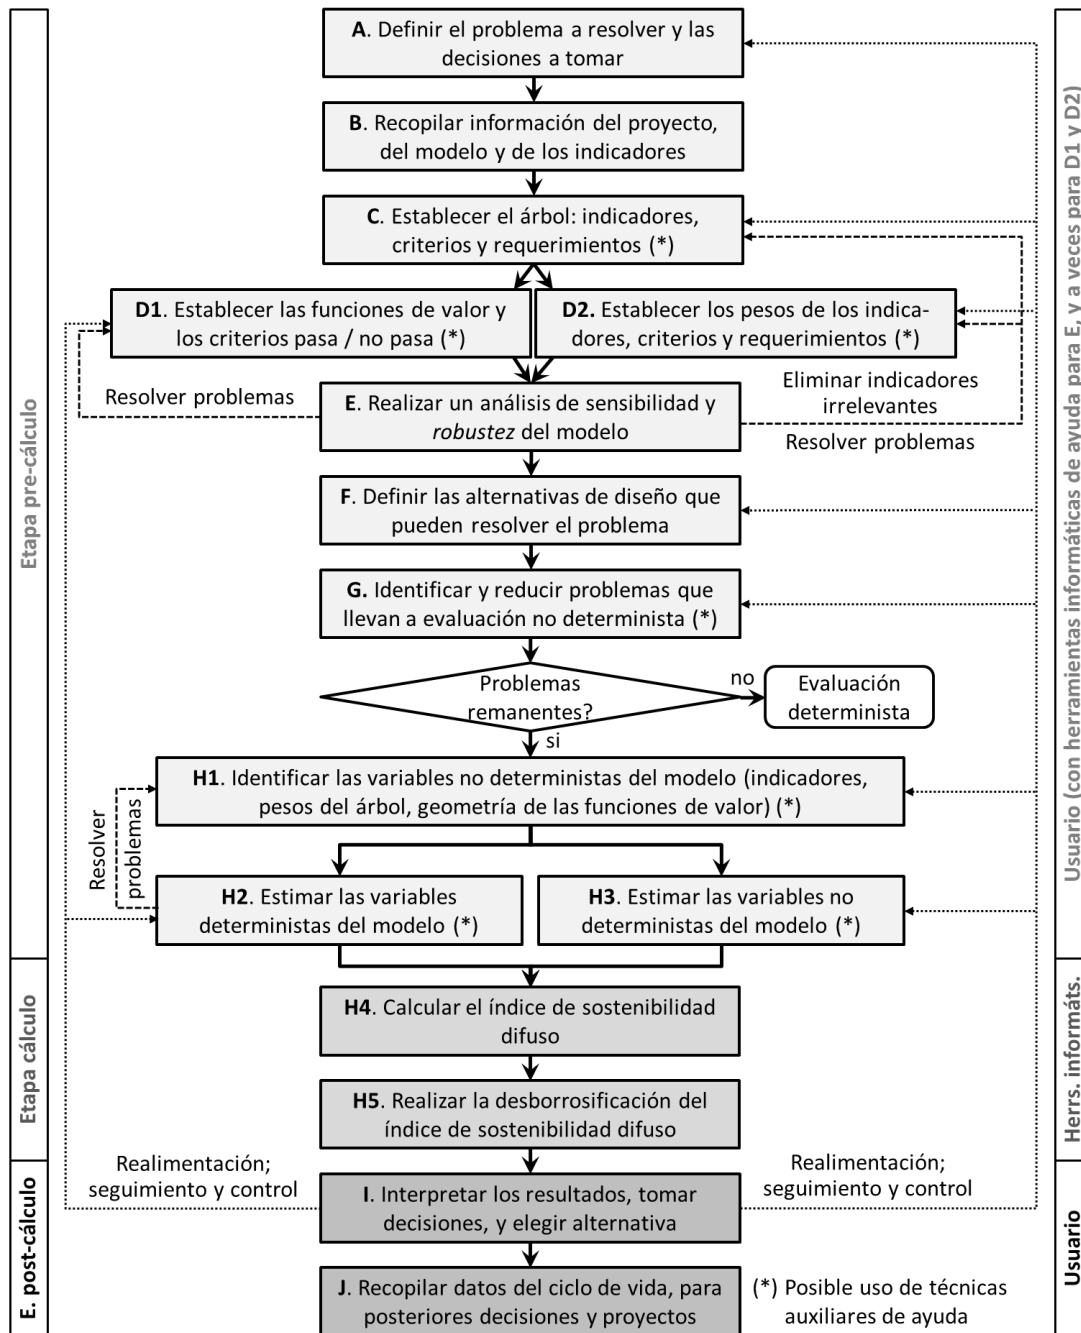 A. Definir el problema a resolver y las
decisiones a tomar
B. Recopilar información del proyecto,
del modelo y de los indicadores
C. Establecer el árbol: indicadores,
criterios y requerimientos (*)
D1. Establecer las funciones de valor y
los criterios pasa / no pasa (*)
D2. Establecer los pesos de los indica-
dores, criterios y requerimientos (*)
Resolver problemas
E. Realizar un análisis de sensibilidad y
robustez del modelo
Eliminar indicadores
irrelevantes
Resolver problemas
F. Definir las alternativas de diseño que
pueden resolver el problema
G. Identificar y reducir problemas que
llevan a evaluación no determinista (*)
Problemas
remanentes?
no
Evaluación
determinista
si
H1. Identificar las variables no deterministas del modelo (indicadores,
pesos del árbol, geometría de las funciones de valor) (*)
Resolver
problemas
H2. Estimar las variables
deterministas del modelo (*)
H3. Estimar las variables no
deterministas del modelo (*)
H4. Calcular el índice de sostenibilidad
difuso
H5. Realizar la desborrosificación del
índice de sostenibilidad difuso
Realimentación;
seguimiento y control
I. Interpretar los resultados, tomar
decisiones, y elegir alternativa
Realimentación;
seguimiento y control
J. Recopilar datos del ciclo de vida, para
posteriores decisiones y proyectos
(*) Posible uso de técnicas
auxiliares de ayuda
Etapa pre-cálculo
Etapa cálculo
E. post-cálculo
Usuario (con herramientas informáticas de ayuda para E, y a veces para D1 y D2)
Herrs. informáts.
Usuario